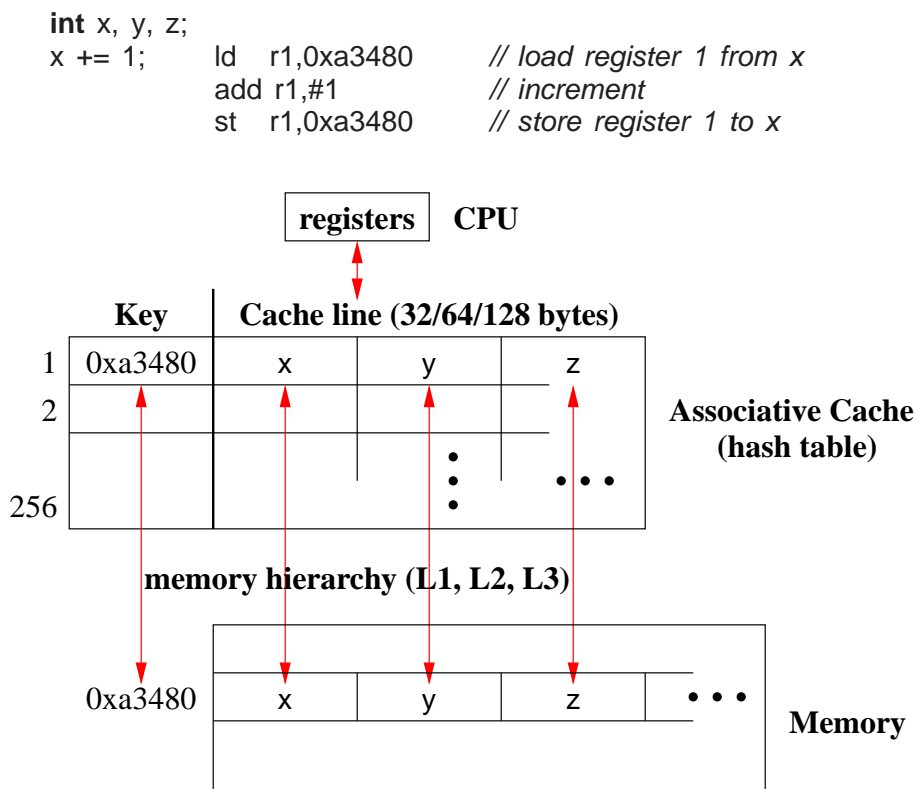 int x, y, z;
x += 1; ld r1,0xa3480 // load register 1 from x
add r1,#1 // increment
st r1,0xa3480 // store register 1 to x
registers CPU
Key Cache line (32/64/128 bytes)
1 0xa3480 x y z
2
Associative Cache
(hash table)
256
memory hierarchy (L1, L2, L3)
0xa3480 x y z
Memory